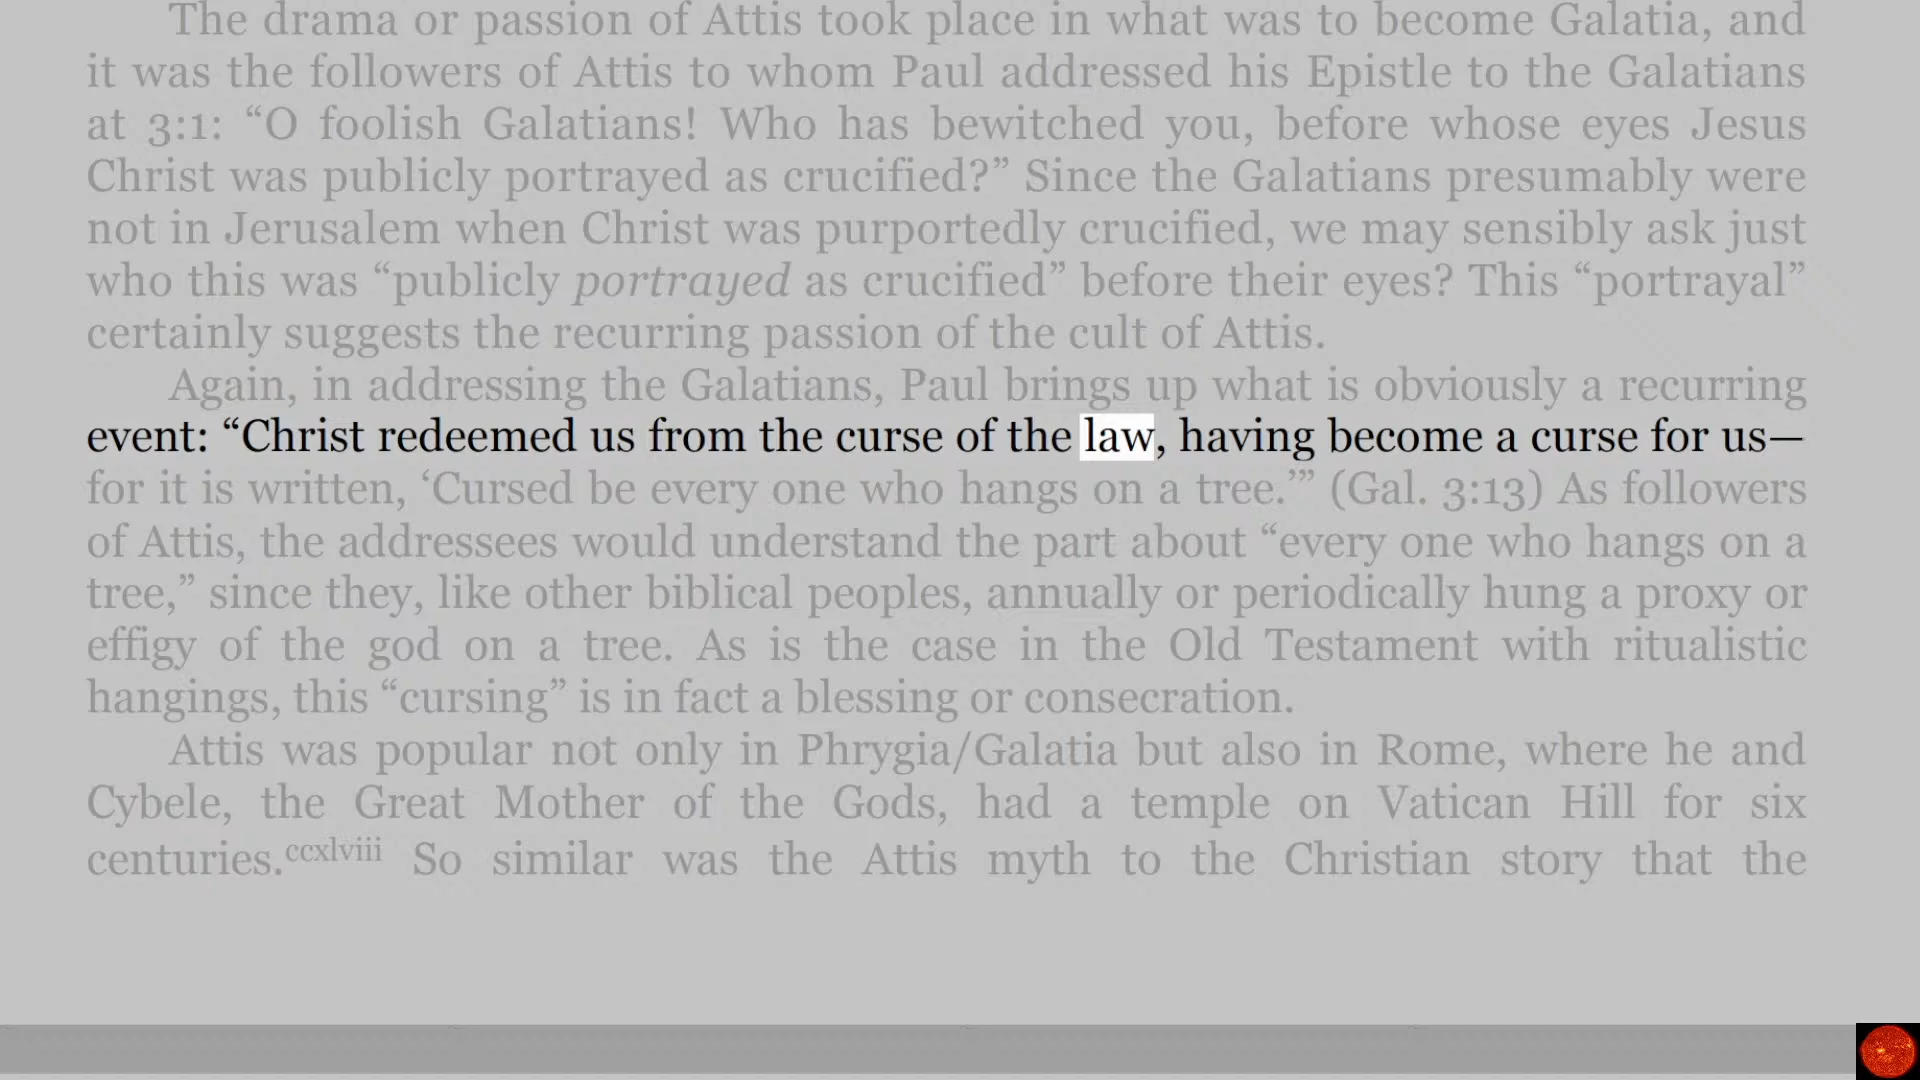 The drama or passion of Attis took place in what was to become Galatia, and
it was the followers of Attis to whom Paul addressed his Epistle to the Galatians
at 3:1: “O foolish Galatians! Who has bewitched you, before whose eyes Jesus
Christ was publicly portrayed as crucified?” Since the Galatians presumably were
not in Jerusalem when Christ was purportedly crucified, we may sensibly ask just
who this was “publicly portrayed as crucified” before their eyes? This “portrayal”
certainly suggests the recurring passion of the cult of Attis.
Again, in addressing the Galatians, Paul brings up what is obviously a recurring
event: “Christ redeemed us from the curse of the law, having become a curse for us—
for it is written, ‘Cursed be every one who hangs on a tree.’” (Gal. 3:13) As followers
of Attis, the addressees would understand the part about “every one who hangs on a
tree,” since they, like other biblical peoples, annually or periodically hung a proxy or
effigy of the god on a tree. As is the case in the Old Testament with ritualistic
hangings, this “cursing” is in fact a blessing or consecration.
Attis was popular not only in Phrygia/Galatia but also in Rome, where he and
Cybele, the Great Mother of the Gods, had a temple on Vatican Hill for six
centuries.ccxlviii So similar was the Attis myth to the Christian story that the